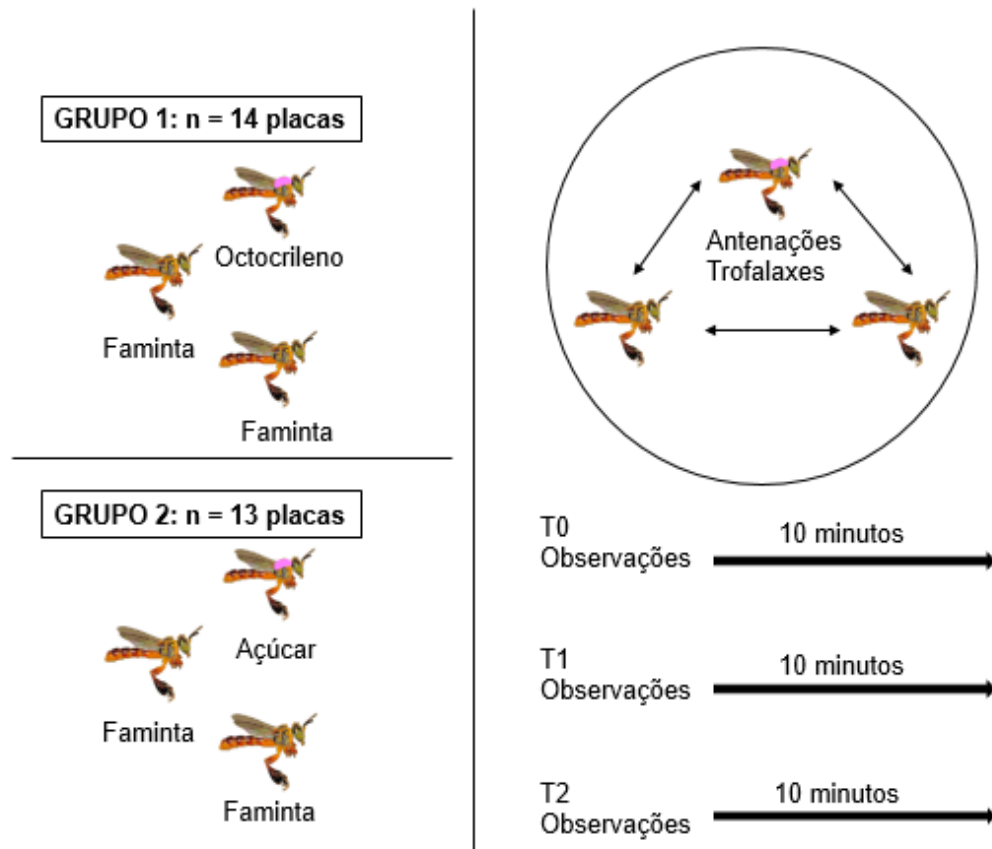 GRUPO 1: n = 14 placas
Octocrileno
Faminta
Faminta
GRUPO 2: n = 13 placas
Açúcar
Faminta
Faminta
Antenações
Trofalaxes
T0
Observações
10 minutos
T1
Observações
10 minutos
T2
Observações
10 minutos